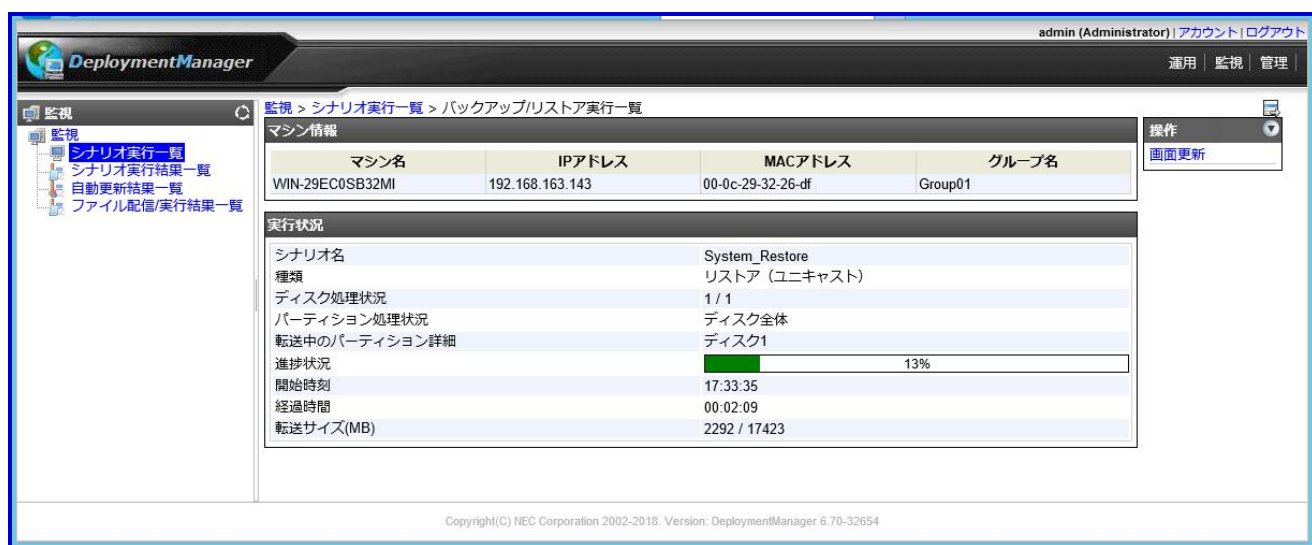 admin (Administrator) | アカウント | ログアウト
DeploymentManager
運用 | 監視 | 管理 |
監視
監視
シナリオ実行一覧
シナリオ実行結果一覧
自動更新結果一覧
ファイル配信/実行結果一覧
監視 > シナリオ実行一覧 > バックアップ/リストア実行一覧
マシン情報
マシン名 IPアドレス MACアドレス グループ名
WIN-29EC0SB32MI 192.168.163.143 00-0c-29-32-26-df Group01
実行状況
シナリオ名 System_Restore
種類 リストア（ユニキャスト）
ディスク処理状況 1 / 1
パーティション処理状況 ディスク全体
転送中のパーティション詳細 ディスク1
進捗状況 13%
開始時刻 17:33:35
経過時間 00:02:09
転送サイズ(MB) 2292 / 17423
操作
画面更新
Copyright(C) NEC Corporation 2002-2018. Version: DeploymentManager 6.70-32654